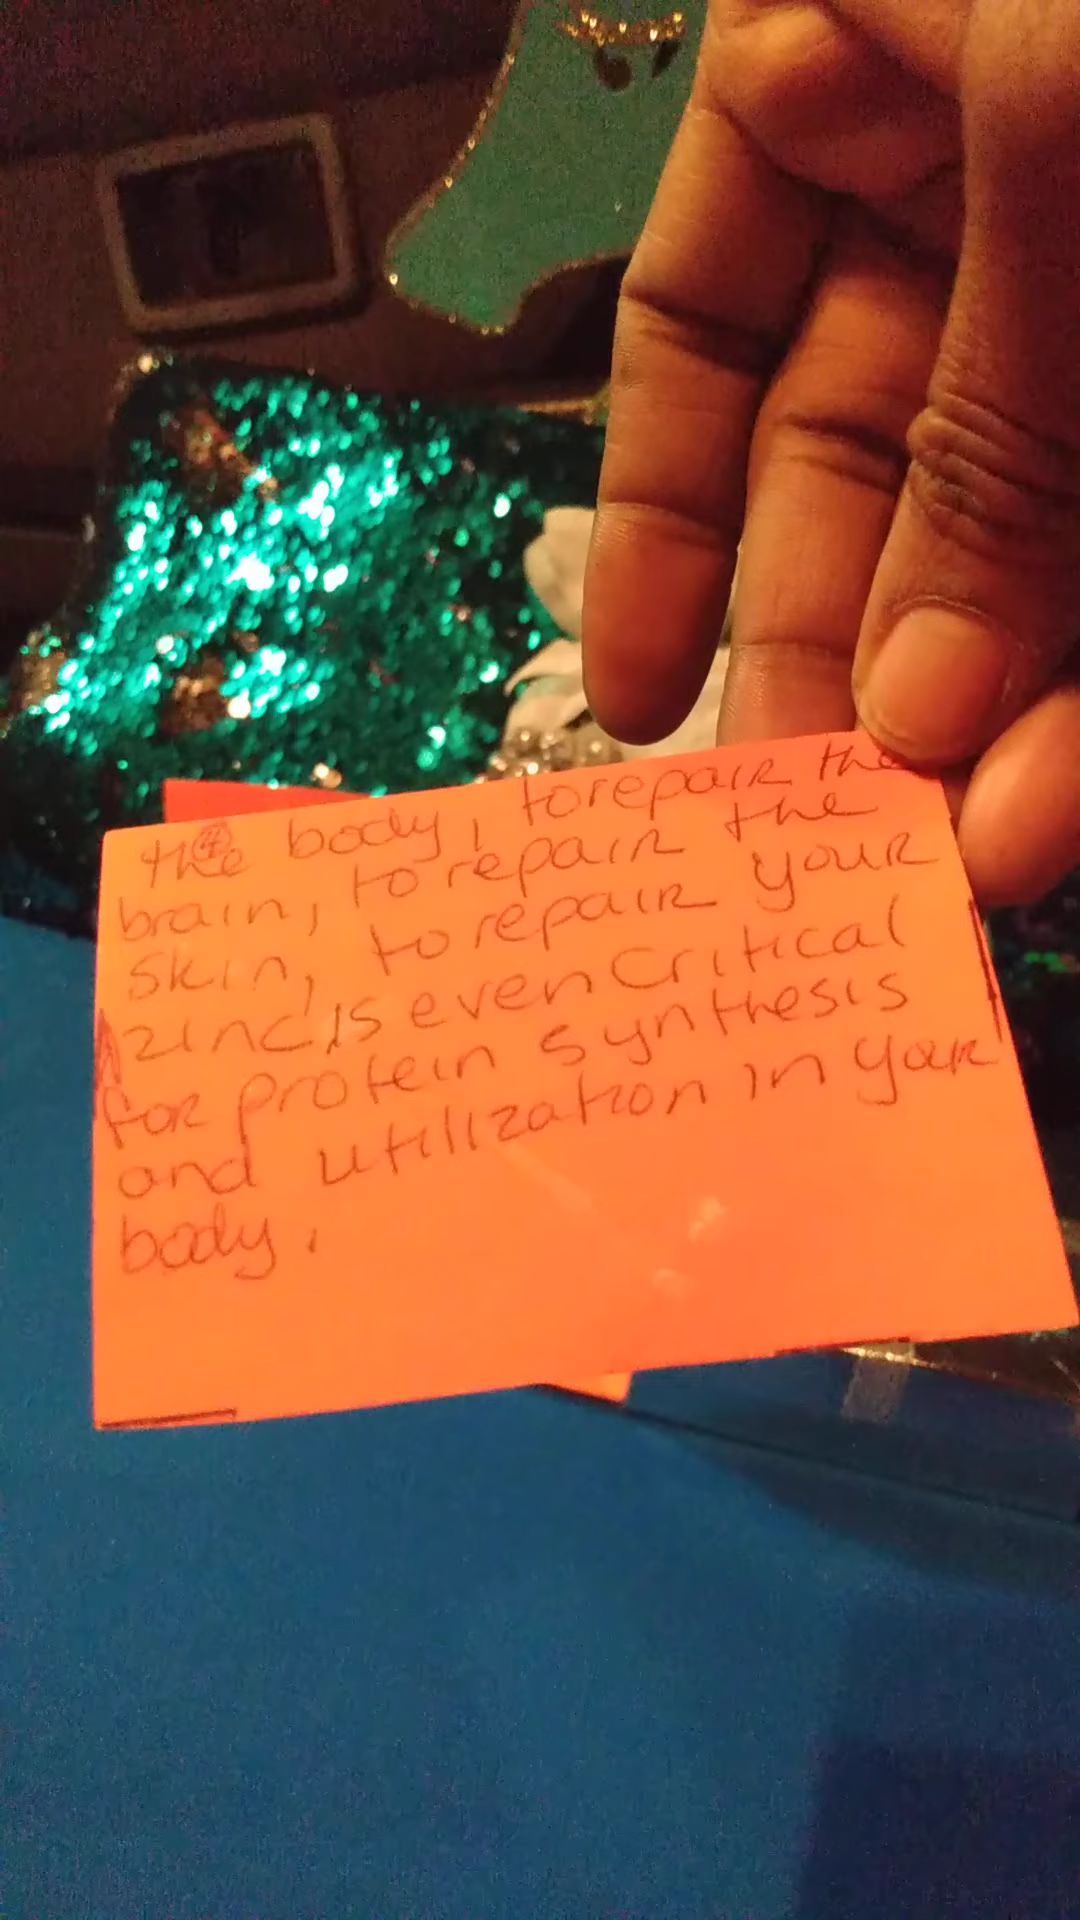 the body, to repair the
brain, to repair the
skin, to repair your
zinc, is even critical
for protein synthesis
and utilization in your
body.